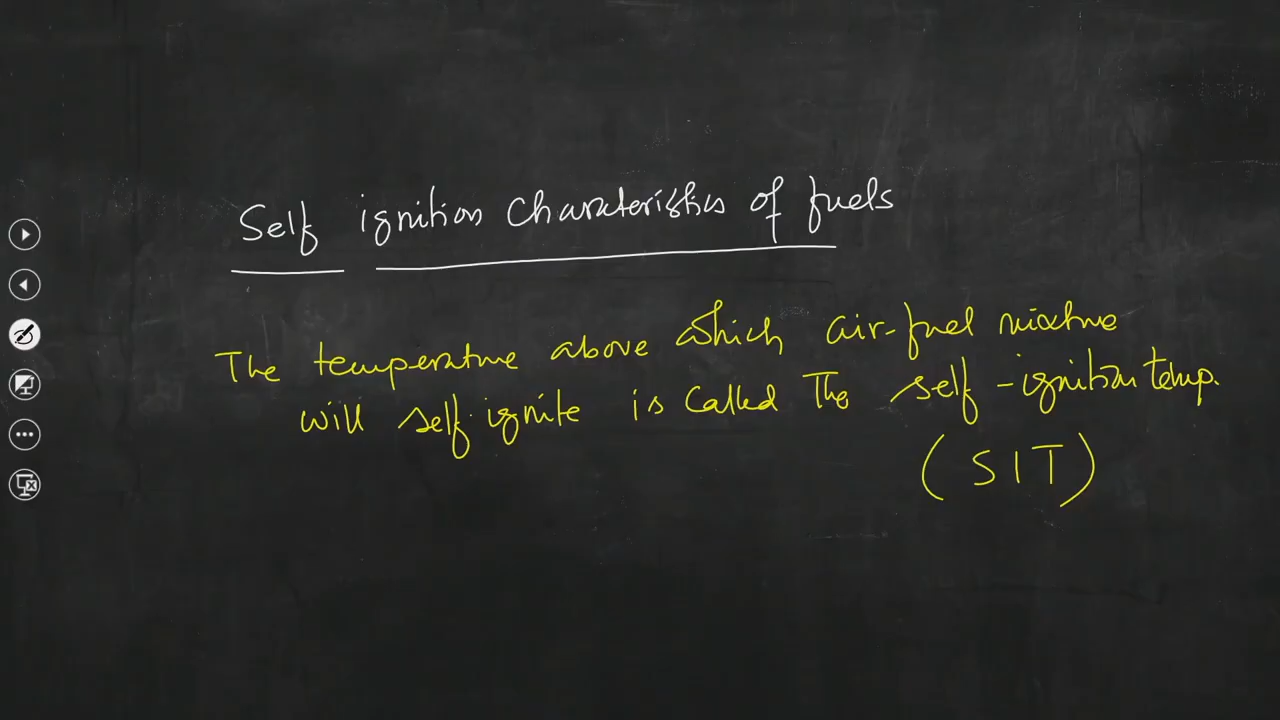 Self ignition charateristics of fuels
The temperature above which air-fuel mixture
will self ignite is called The self-ignition temp.
(SIT)